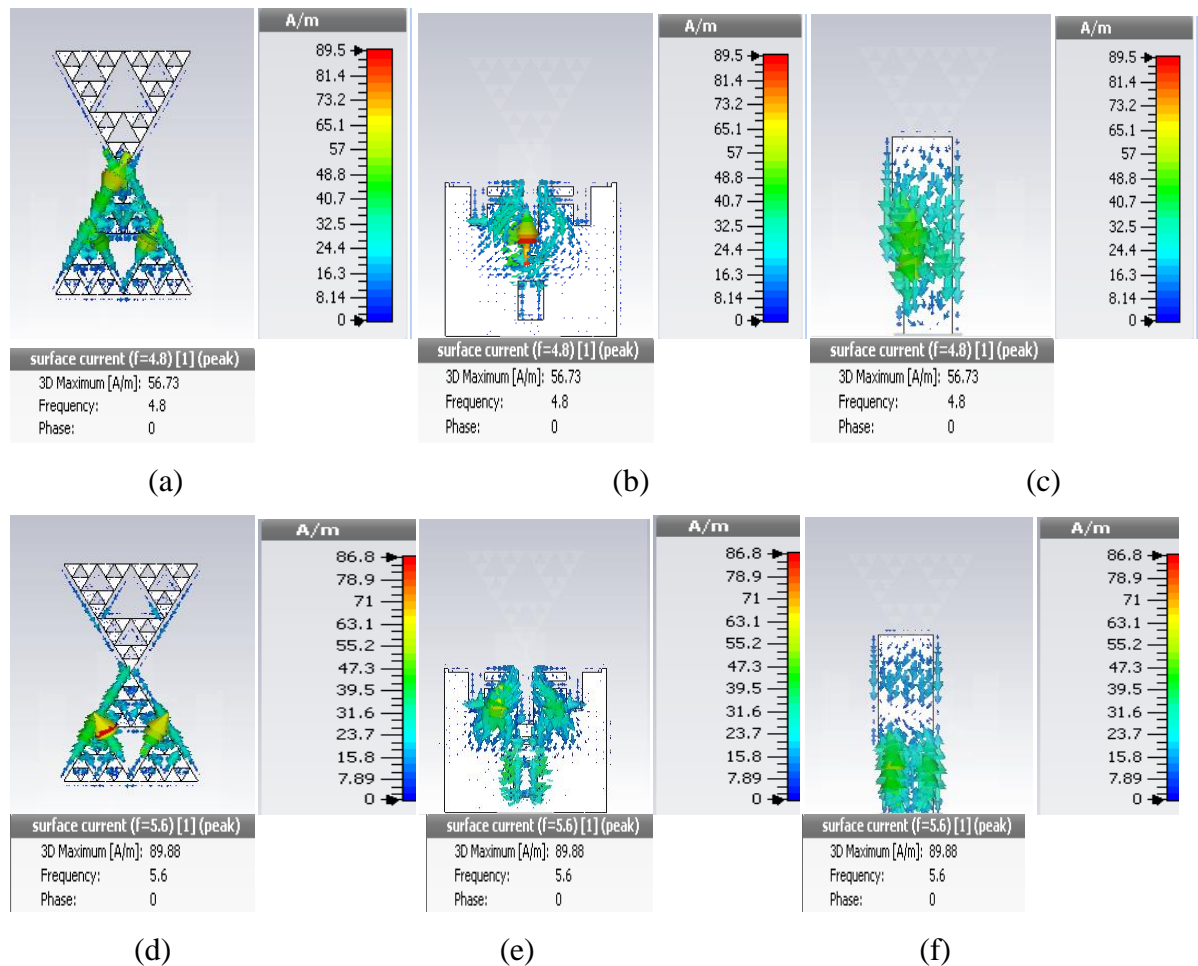 A/m
89.5
81.4
73.2
65.1
57
48.8
40.7
32.5
24.4
16.3
8.14
0
surface current (f=4.8) [1] (peak)
3D Maximum [A/m]: 56.73
Frequency: 4.8
Phase: 0
(a)
A/m
89.5
81.4
73.2
65.1
57
48.8
40.7
32.5
24.4
16.3
8.14
0
surface current (f=4.8) [1] (peak)
3D Maximum [A/m]: 56.73
Frequency: 4.8
Phase: 0
(b)
A/m
89.5
81.4
73.2
65.1
57
48.8
40.7
32.5
24.4
16.3
8.14
0
surface current (f=4.8) [1] (peak)
3D Maximum [A/m]: 56.73
Frequency: 4.8
Phase: 0
(c)
A/m
86.8
78.9
71
63.1
55.2
47.3
39.5
31.6
23.7
15.8
7.89
0
surface current (f=5.6) [1] (peak)
3D Maximum [A/m]: 89.88
Frequency: 5.6
Phase: 0
(d)
A/m
86.8
78.9
71
63.1
55.2
47.3
39.5
31.6
23.7
15.8
7.89
0
surface current (f=5.6) [1] (peak)
3D Maximum [A/m]: 89.88
Frequency: 5.6
Phase: 0
(e)
A/m
86.8
78.9
71
63.1
55.2
47.3
39.5
31.6
23.7
15.8
7.89
0
surface current (f=5.6) [1] (peak)
3D Maximum [A/m]: 89.88
Frequency: 5.6
Phase: 0
(f)